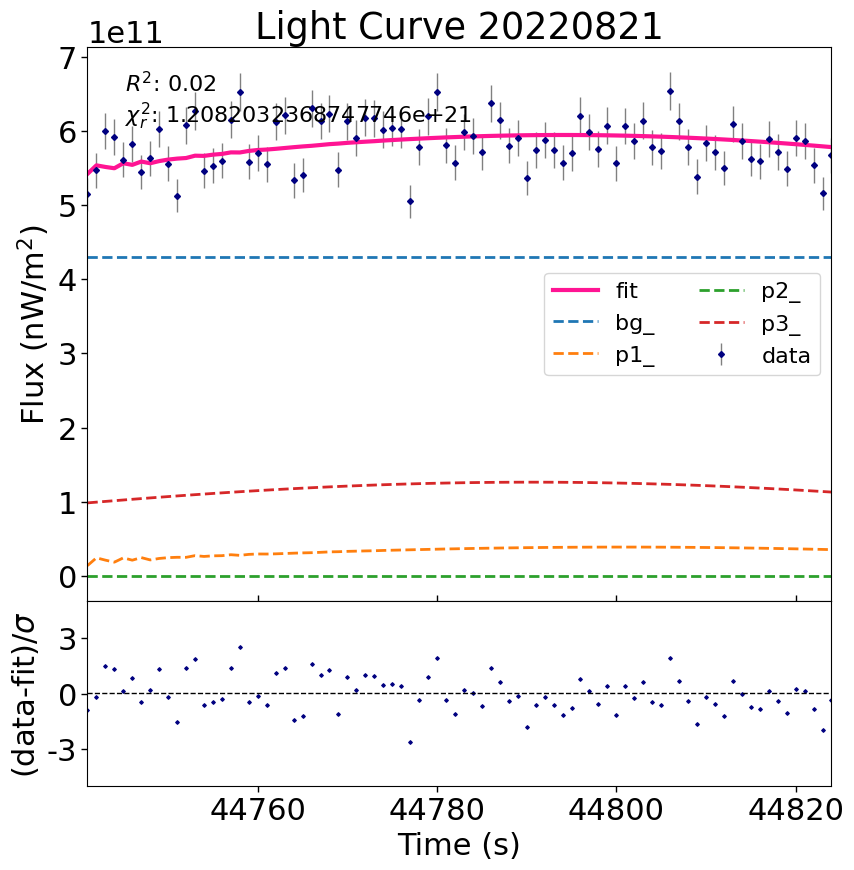 Light Curve 20220821
1e11
R²: 0.02
χ²ᵣ: 1.2082032368747746e+21
7
6
5
4
3
2
1
0
Flux (nW/m²)
fit
bg_
p1_
p2_
p3_
data
3
0
-3
(data-fit)/σ
44760
44780
44800
44820
Time (s)